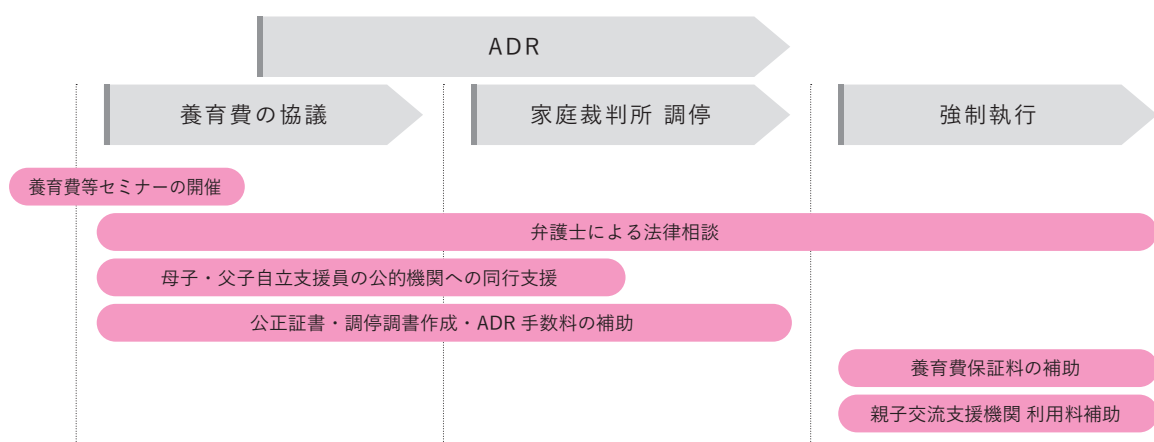 ADR
養育費の協議
家庭裁判所 調停
強制執行
養育費等セミナーの開催
弁護士による法律相談
母子・父子自立支援員の公的機関への同行支援
公正証書・調停調書作成・ADR 手数料の補助
養育費保証料の補助
親子交流支援機関 利用料補助